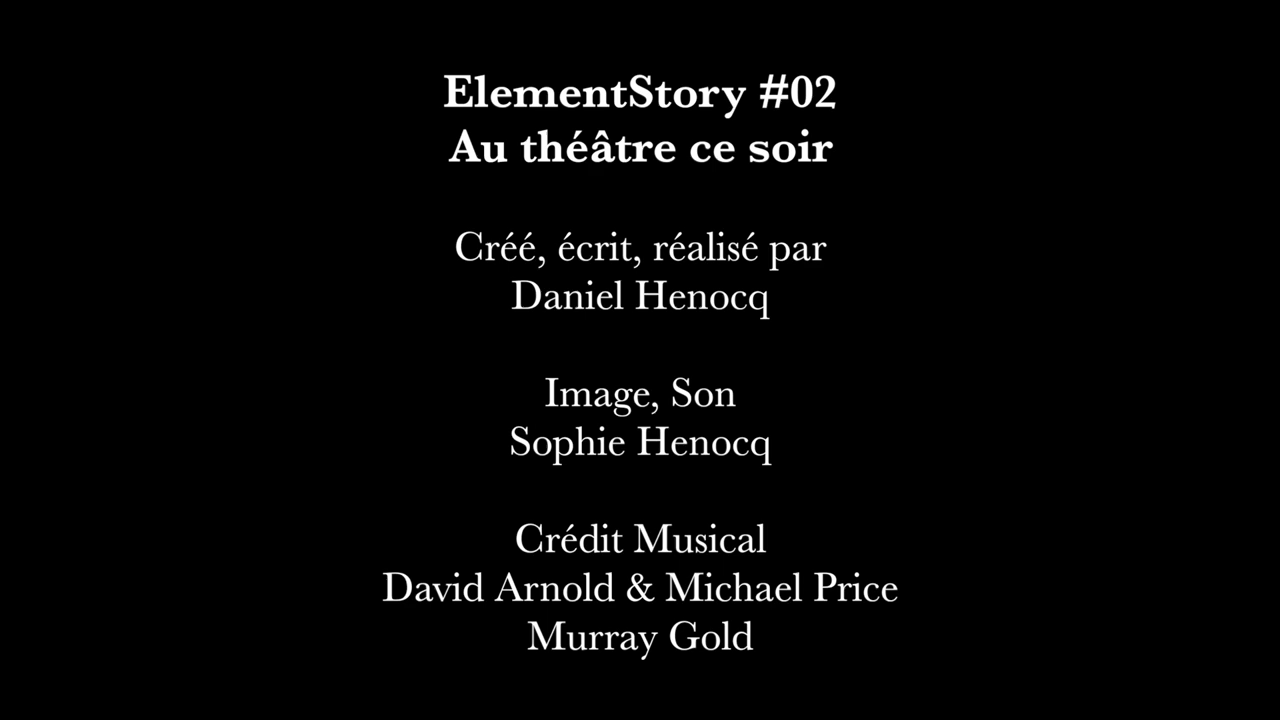 ElementStory #02
Au théâtre ce soir
Créé, écrit, réalisé par
Daniel Henocq
Image, Son
Sophie Henocq
Crédit Musical
David Arnold & Michael Price
Murray Gold